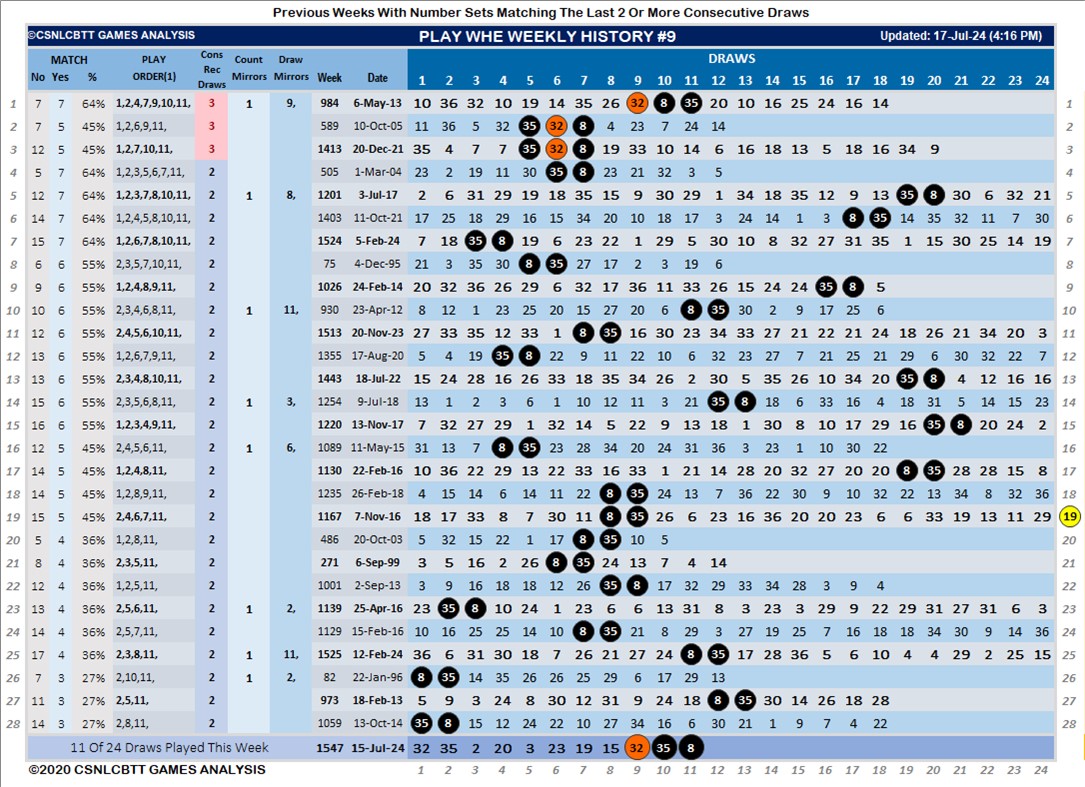 Previous Weeks With Number Sets Matching The Last 2 Or More Consecutive Draws
©CSNLCBTT GAMES ANALYSIS PLAY WHE WEEKLY HISTORY #9 Updated: 17-Jul-24 (4:16 PM)
MATCH PLAY Cons Count Draw DRAWS
No Yes % ORDER(1) Rec Draws Mirrors Mirrors Week Date 1 2 3 4 5 6 7 8 9 10 11 12 13 14 15 16 17 18 19 20 21 22 23 24
1 7 7 64% 1,2,4,7,9,10,11, 3 1 9, 984 6-May-13 10 36 32 10 19 14 35 26 32 8 35 20 10 16 25 24 16 14 1
2 7 5 45% 1,2,6,9,11, 3 589 10-Oct-05 11 36 5 32 35 32 8 4 23 7 24 14 2
3 12 5 45% 1,2,7,10,11, 3 1413 20-Dec-21 35 4 7 7 35 32 8 19 33 10 14 6 16 18 13 5 18 16 34 9 3
4 5 7 64% 1,2,3,5,6,7,11, 2 505 1-Mar-04 23 2 19 11 30 35 8 23 21 32 3 5 4
5 12 7 64% 1,2,3,7,8,10,11, 2 1 8, 1201 3-Jul-17 2 6 31 29 19 18 35 15 9 30 29 1 34 18 35 12 9 13 35 8 30 6 32 21 5
6 14 7 64% 1,2,4,5,8,10,11, 2 1403 11-Oct-21 17 25 18 29 16 15 34 20 10 18 17 3 24 14 1 3 8 35 14 35 32 11 7 30 6
7 15 7 64% 1,2,6,7,8,10,11, 2 1524 5-Feb-24 7 18 35 8 19 6 23 22 1 29 5 30 10 8 32 27 31 35 1 15 30 25 14 19 7
8 6 6 55% 2,3,5,7,10,11, 2 75 4-Dec-95 21 3 35 30 8 35 27 17 2 3 19 6 8
9 9 6 55% 1,2,4,8,9,11, 2 1026 24-Feb-14 20 32 36 26 29 6 32 17 36 11 33 26 15 24 24 35 8 5 9
10 10 6 55% 2,3,4,6,8,11, 2 1 11, 930 23-Apr-12 8 12 1 23 25 20 15 27 20 6 8 35 30 2 9 17 25 6 10
11 12 6 55% 2,4,5,6,10,11, 2 1513 20-Nov-23 27 33 35 12 33 1 8 35 16 30 23 34 33 27 21 22 21 24 18 26 21 34 20 3 11
12 13 6 55% 1,2,6,7,9,11, 2 1355 17-Aug-20 5 4 19 35 8 22 9 11 22 10 6 32 23 27 7 21 25 21 29 6 30 32 22 7 12
13 13 6 55% 2,3,4,8,10,11, 2 1443 18-Jul-22 15 24 28 16 26 33 18 35 34 26 2 30 5 35 26 10 34 20 35 8 4 12 16 16 13
14 15 6 55% 2,3,5,6,8,11, 2 1 3, 1254 9-Jul-18 13 1 2 3 6 1 10 12 11 3 21 35 8 18 6 33 16 4 18 31 5 14 15 23 14
15 16 6 55% 1,2,3,4,9,11, 2 1220 13-Nov-17 7 32 27 29 1 32 14 5 22 9 13 18 1 30 8 10 17 29 16 35 8 20 24 2 15
16 12 5 45% 2,4,5,6,11, 2 1 6, 1089 11-May-15 31 13 7 8 35 23 28 34 20 24 31 36 3 23 1 10 30 22 16
17 14 5 45% 1,2,4,8,11, 2 1130 22-Feb-16 10 36 22 29 13 22 33 16 33 1 21 14 28 20 32 27 20 20 8 35 28 28 15 8 17
18 14 5 45% 1,2,8,9,11, 2 1235 26-Feb-18 4 15 14 6 14 11 22 8 35 24 13 7 36 22 30 9 10 32 22 13 34 8 32 36 18
19 15 5 45% 2,4,6,7,11, 2 1167 7-Nov-16 18 17 33 8 7 30 11 8 35 26 6 23 16 36 20 20 23 6 6 33 19 13 11 29 19
20 5 4 36% 1,2,8,11, 2 486 20-Oct-03 5 32 15 22 1 17 8 35 10 5 20
21 8 4 36% 2,3,5,11, 2 271 6-Sep-99 3 5 16 2 26 8 35 24 13 7 4 14 21
22 12 4 36% 1,2,5,11, 2 1001 2-Sep-13 3 9 16 18 18 12 26 35 8 17 32 29 33 34 28 3 9 4 22
23 13 4 36% 2,5,6,11, 2 1 2, 1139 25-Apr-16 23 35 8 10 24 1 23 6 6 13 31 8 3 23 3 16 29 9 22 29 31 27 31 6 3 23
24 14 4 36% 2,5,7,11, 2 1129 15-Feb-16 10 16 25 25 14 10 8 35 21 8 29 3 27 19 25 7 16 18 18 34 30 9 24 36 24
25 17 4 36% 2,3,8,11, 2 1 11, 1525 12-Feb-24 36 6 31 30 18 7 26 21 27 24 8 35 17 28 36 5 6 10 4 4 29 2 25 15 25
26 7 3 27% 2,10,11, 2 1 2, 82 22-Jan-96 8 35 14 35 26 26 25 29 6 17 29 13 26
27 11 3 27% 2,5,11, 2 973 18-Feb-13 5 9 3 24 8 30 12 31 9 24 18 8 35 30 14 26 18 28 27
28 14 3 27% 2,8,11, 2 1059 13-Oct-14 35 8 15 12 24 22 10 27 34 16 6 30 21 1 9 7 4 22 28
11 Of 24 Draws Played This Week 1547 15-Jul-24 32 35 2 20 3 23 19 15 32 35 8
©2020 CSNLCBTT GAMES ANALYSIS 1 2 3 4 5 6 7 8 9 10 11 12 13 14 15 16 17 18 19 20 21 22 23 24